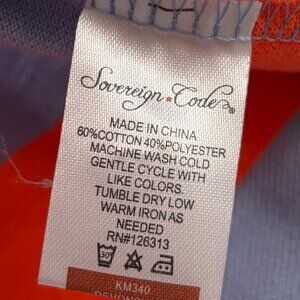 Sovereign Code
MADE IN CHINA
60%COTTON 40%POLYESTER
MACHINE WASH COLD
GENTLE CYCLE WITH
LIKE COLORS.
TUMBLE DRY LOW
WARM IRON AS
NEEDED
RN#126313
30°
KM340